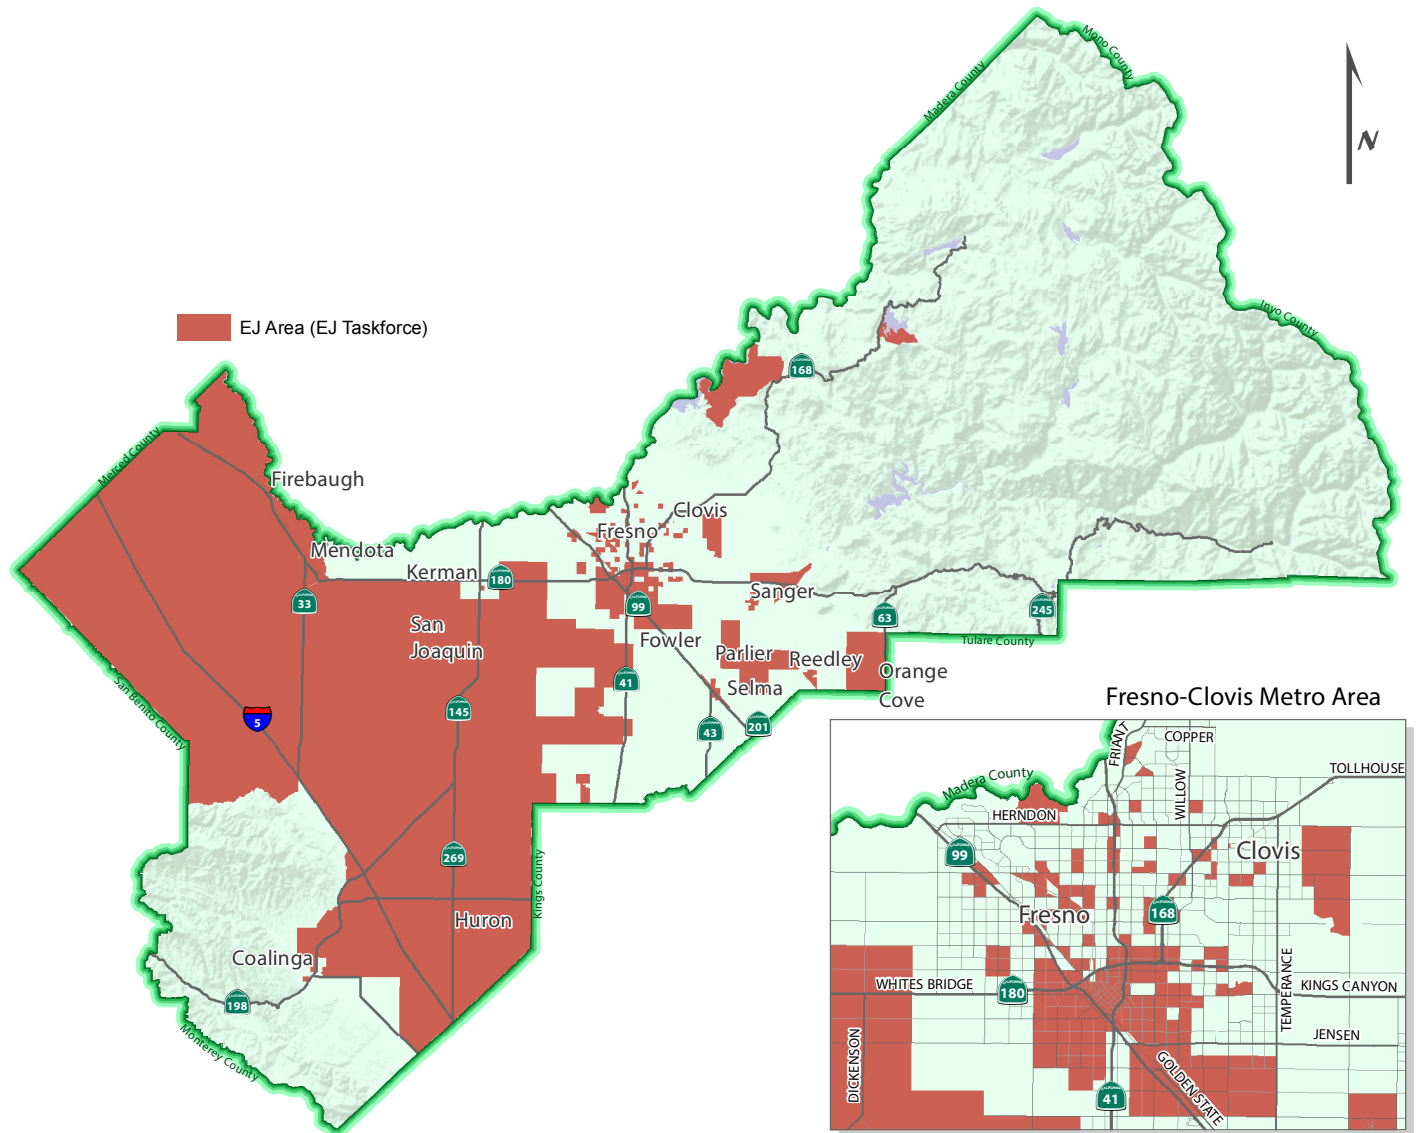 Mono County
Madera County
N
Inyo County
EJ Area (EJ Taskforce)
CALIFORNIA
168
Merced County
Firebaugh
Clovis
Fresno
Mendota
Kerman
180
Sanger
33
99
63
245
San
Joaquin
Fowler
Tulare County
Parlier
Reedley
Orange
Cove
41
Selma
San Benito County
5
145
43
201
269
Kings County
Huron
Coalinga
198
Monterey County
Fresno-Clovis Metro Area
FRIANT
COPPER
TOLLHOUSE
Madera County
WILLOW
HERNDON
99
Clovis
Fresno
168
WHITES BRIDGE
180
TEMPERANCE
KINGS CANYON
JENSEN
DICKENSON
GOLDEN STATE
41